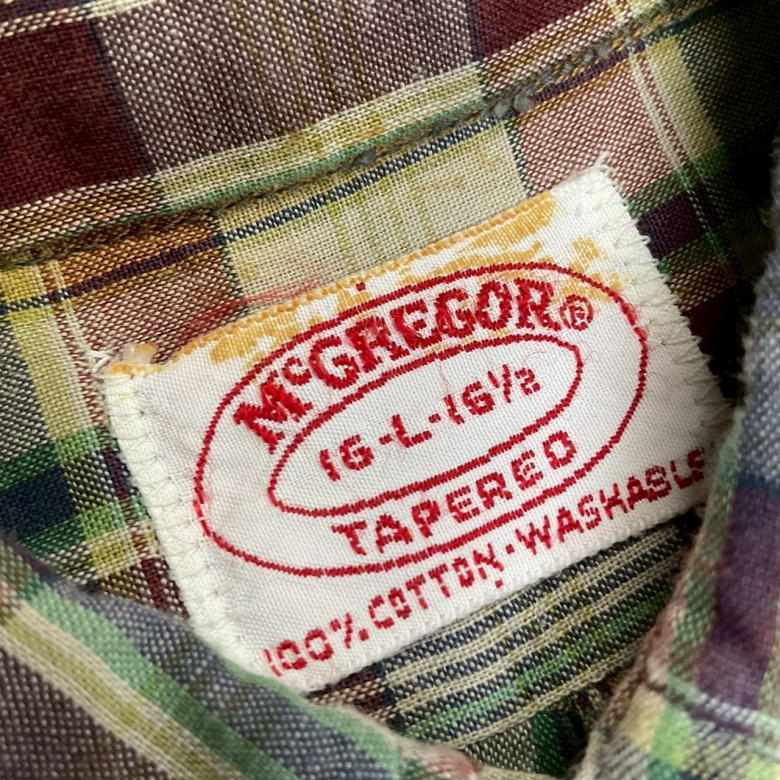 McGREGOR®
16-L-16½
TAPERED
100% COTTON·WASHABLE